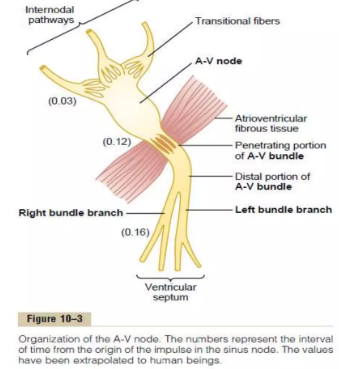 Internodal
pathways
Transitional fibers
A-V node
(0.03)
Atrioventricular
fibrous tissue
(0.12)
Penetrating portion
of A-V bundle
Distal portion of
A-V bundle
Right bundle branch
Left bundle branch
(0.16)
Ventricular
septum
Figure 10–3
Organization of the A-V node. The numbers represent the interval
of time from the origin of the impulse in the sinus node. The values
have been extrapolated to human beings.